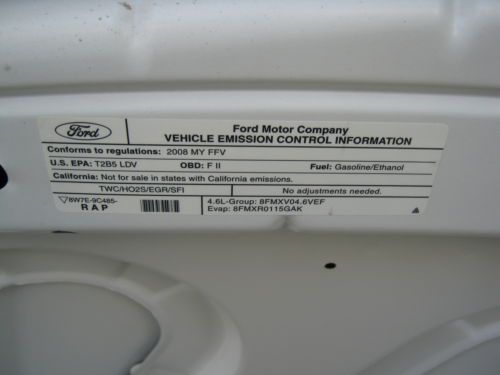 Ford
Ford Motor Company
VEHICLE EMISSION CONTROL INFORMATION
Conforms to regulations: 2008 MY FFV
U.S. EPA: T2B5 LDV OBD: F II Fuel: Gasoline/Ethanol
California: Not for sale in states with California emissions.
TWC/HO2S/EGR/SFI No adjustments needed.
8W7E-9C485-
RAP
4.6L-Group: 8FMXV04.6VEF
Evap: 8FMXR0115GAK